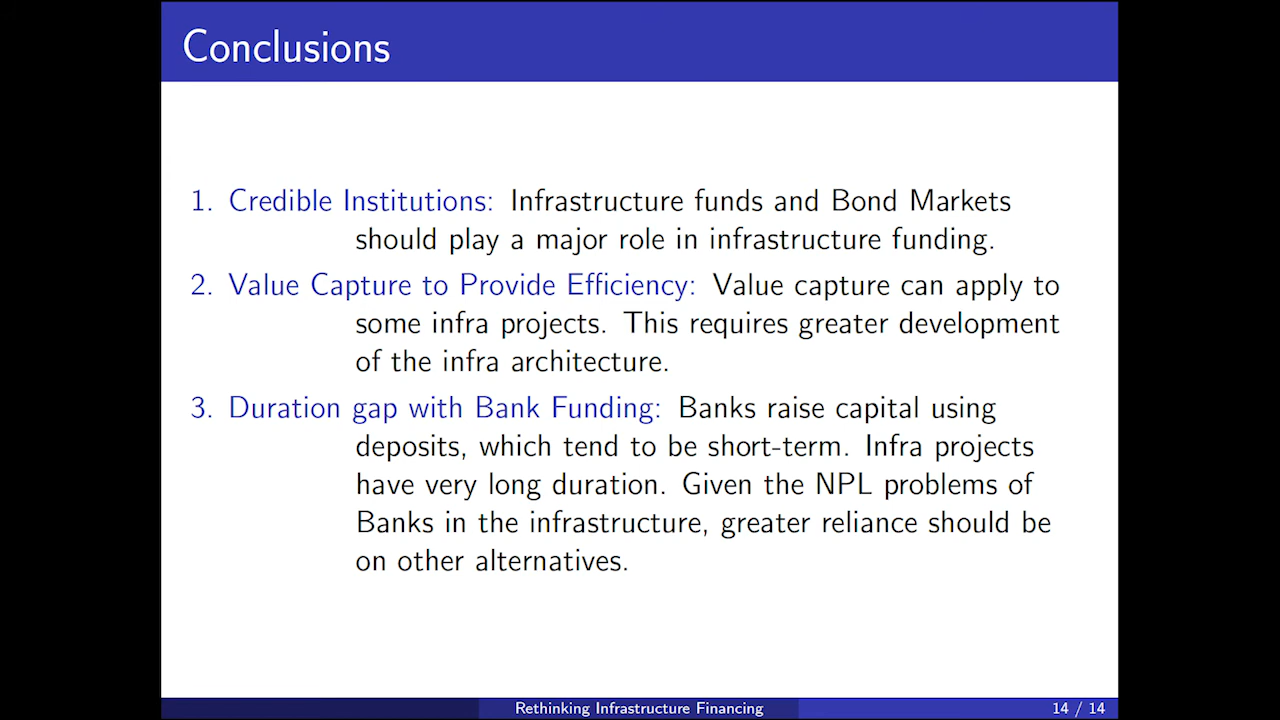 Conclusions
1. Credible Institutions: Infrastructure funds and Bond Markets
should play a major role in infrastructure funding.
2. Value Capture to Provide Efficiency: Value capture can apply to
some infra projects. This requires greater development
of the infra architecture.
3. Duration gap with Bank Funding: Banks raise capital using
deposits, which tend to be short-term. Infra projects
have very long duration. Given the NPL problems of
Banks in the infrastructure, greater reliance should be
on other alternatives.
Rethinking Infrastructure Financing
14 / 14